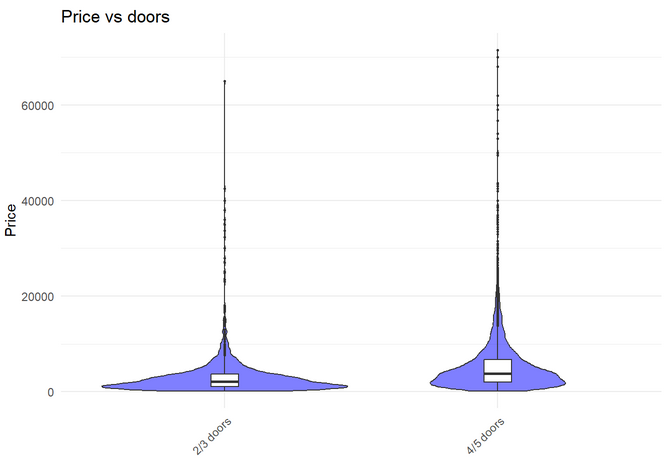 Price vs doors
60000
40000
20000
0
Price
2/3 doors
4/5 doors